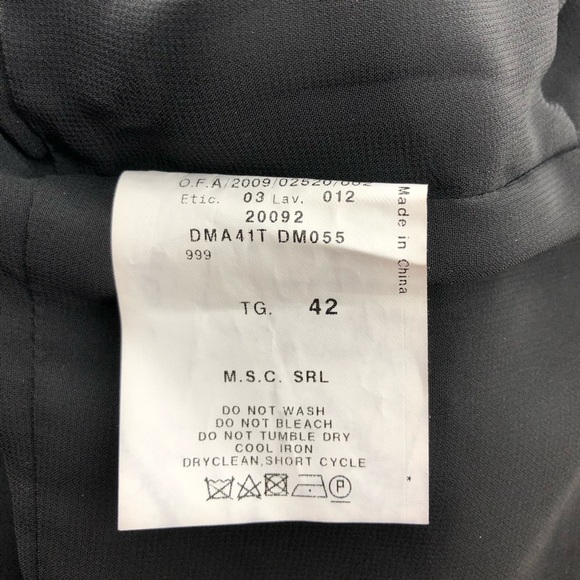 O.F.A/2009/02520/002
Etic. 03 Lav. 012
20092
DMA41T DM055
999
Made in China
TG. 42
M.S.C. SRL
DO NOT WASH
DO NOT BLEACH
DO NOT TUMBLE DRY
COOL IRON
DRYCLEAN,SHORT CYCLE
P
*